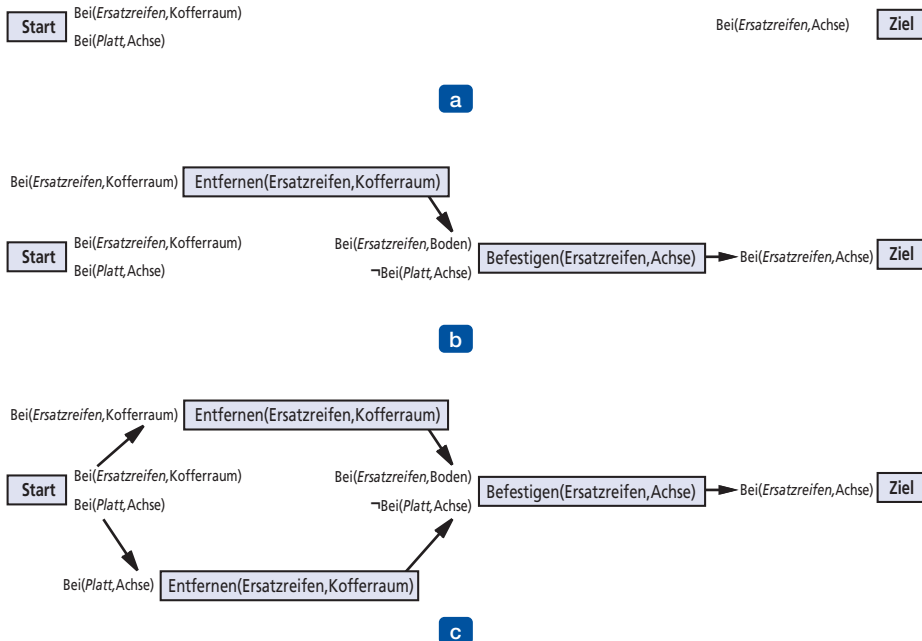 Start
Bei(Ersatzreifen,Kofferraum)
Bei(Platt,Achse)
Bei(Ersatzreifen,Achse)
Ziel
a
Bei(Ersatzreifen,Kofferraum)
Entfernen(Ersatzreifen,Kofferraum)
Start
Bei(Ersatzreifen,Kofferraum)
Bei(Platt,Achse)
Bei(Ersatzreifen,Boden)
¬Bei(Platt,Achse)
Befestigen(Ersatzreifen,Achse)
Bei(Ersatzreifen,Achse)
Ziel
b
Bei(Ersatzreifen,Kofferraum)
Entfernen(Ersatzreifen,Kofferraum)
Start
Bei(Ersatzreifen,Kofferraum)
Bei(Platt,Achse)
Bei(Ersatzreifen,Boden)
¬Bei(Platt,Achse)
Befestigen(Ersatzreifen,Achse)
Bei(Ersatzreifen,Achse)
Ziel
Bei(Platt,Achse)
Entfernen(Ersatzreifen,Kofferraum)
c